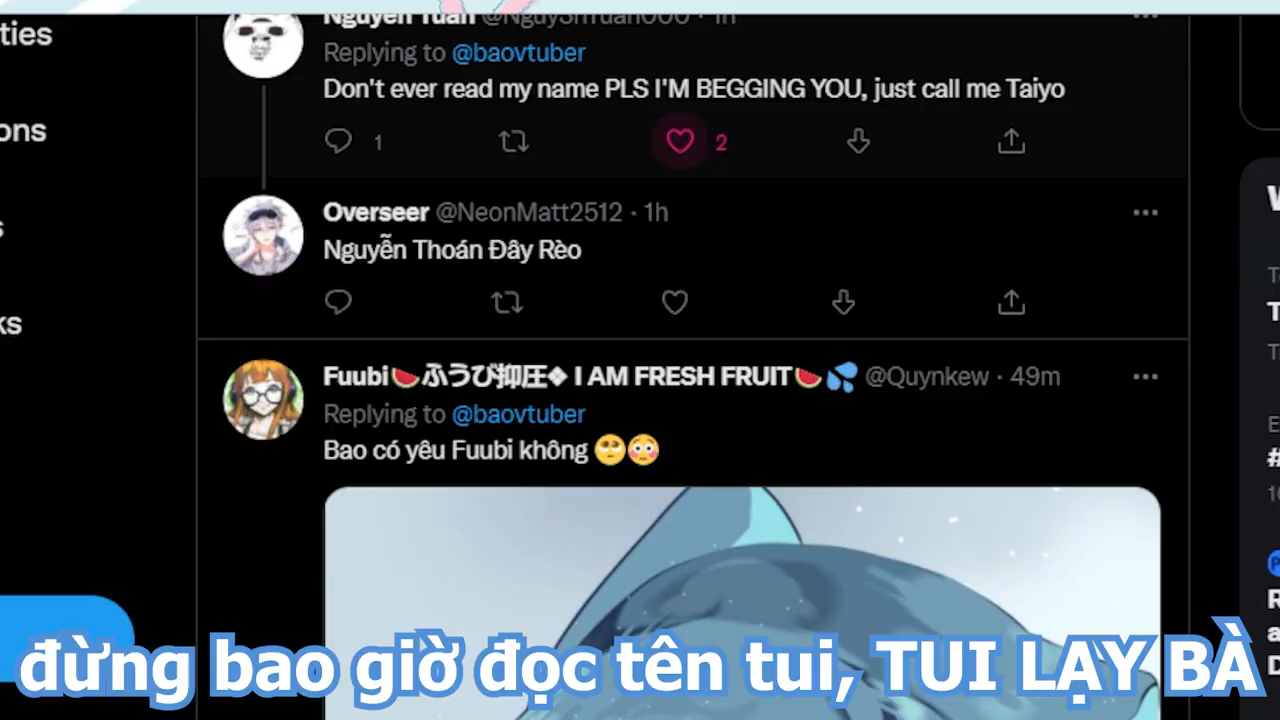 ties
ons
ks
Nguyen Tuan
Replying to @baovtuber
Don't ever read my name PLS I'M BEGGING YOU, just call me Taiyo
1
2
Overseer @NeonMatt2512 · 1h
Nguyễn Thoán Đây Rèo
Fuubi🍉ふうび抑圧❖ I AM FRESH FRUIT🍉💦 @Quynkew · 49m
Replying to @baovtuber
Bao có yêu Fuubi không 🥺😳
đừng bao giờ đọc tên tui, TUI LẠY BÀ